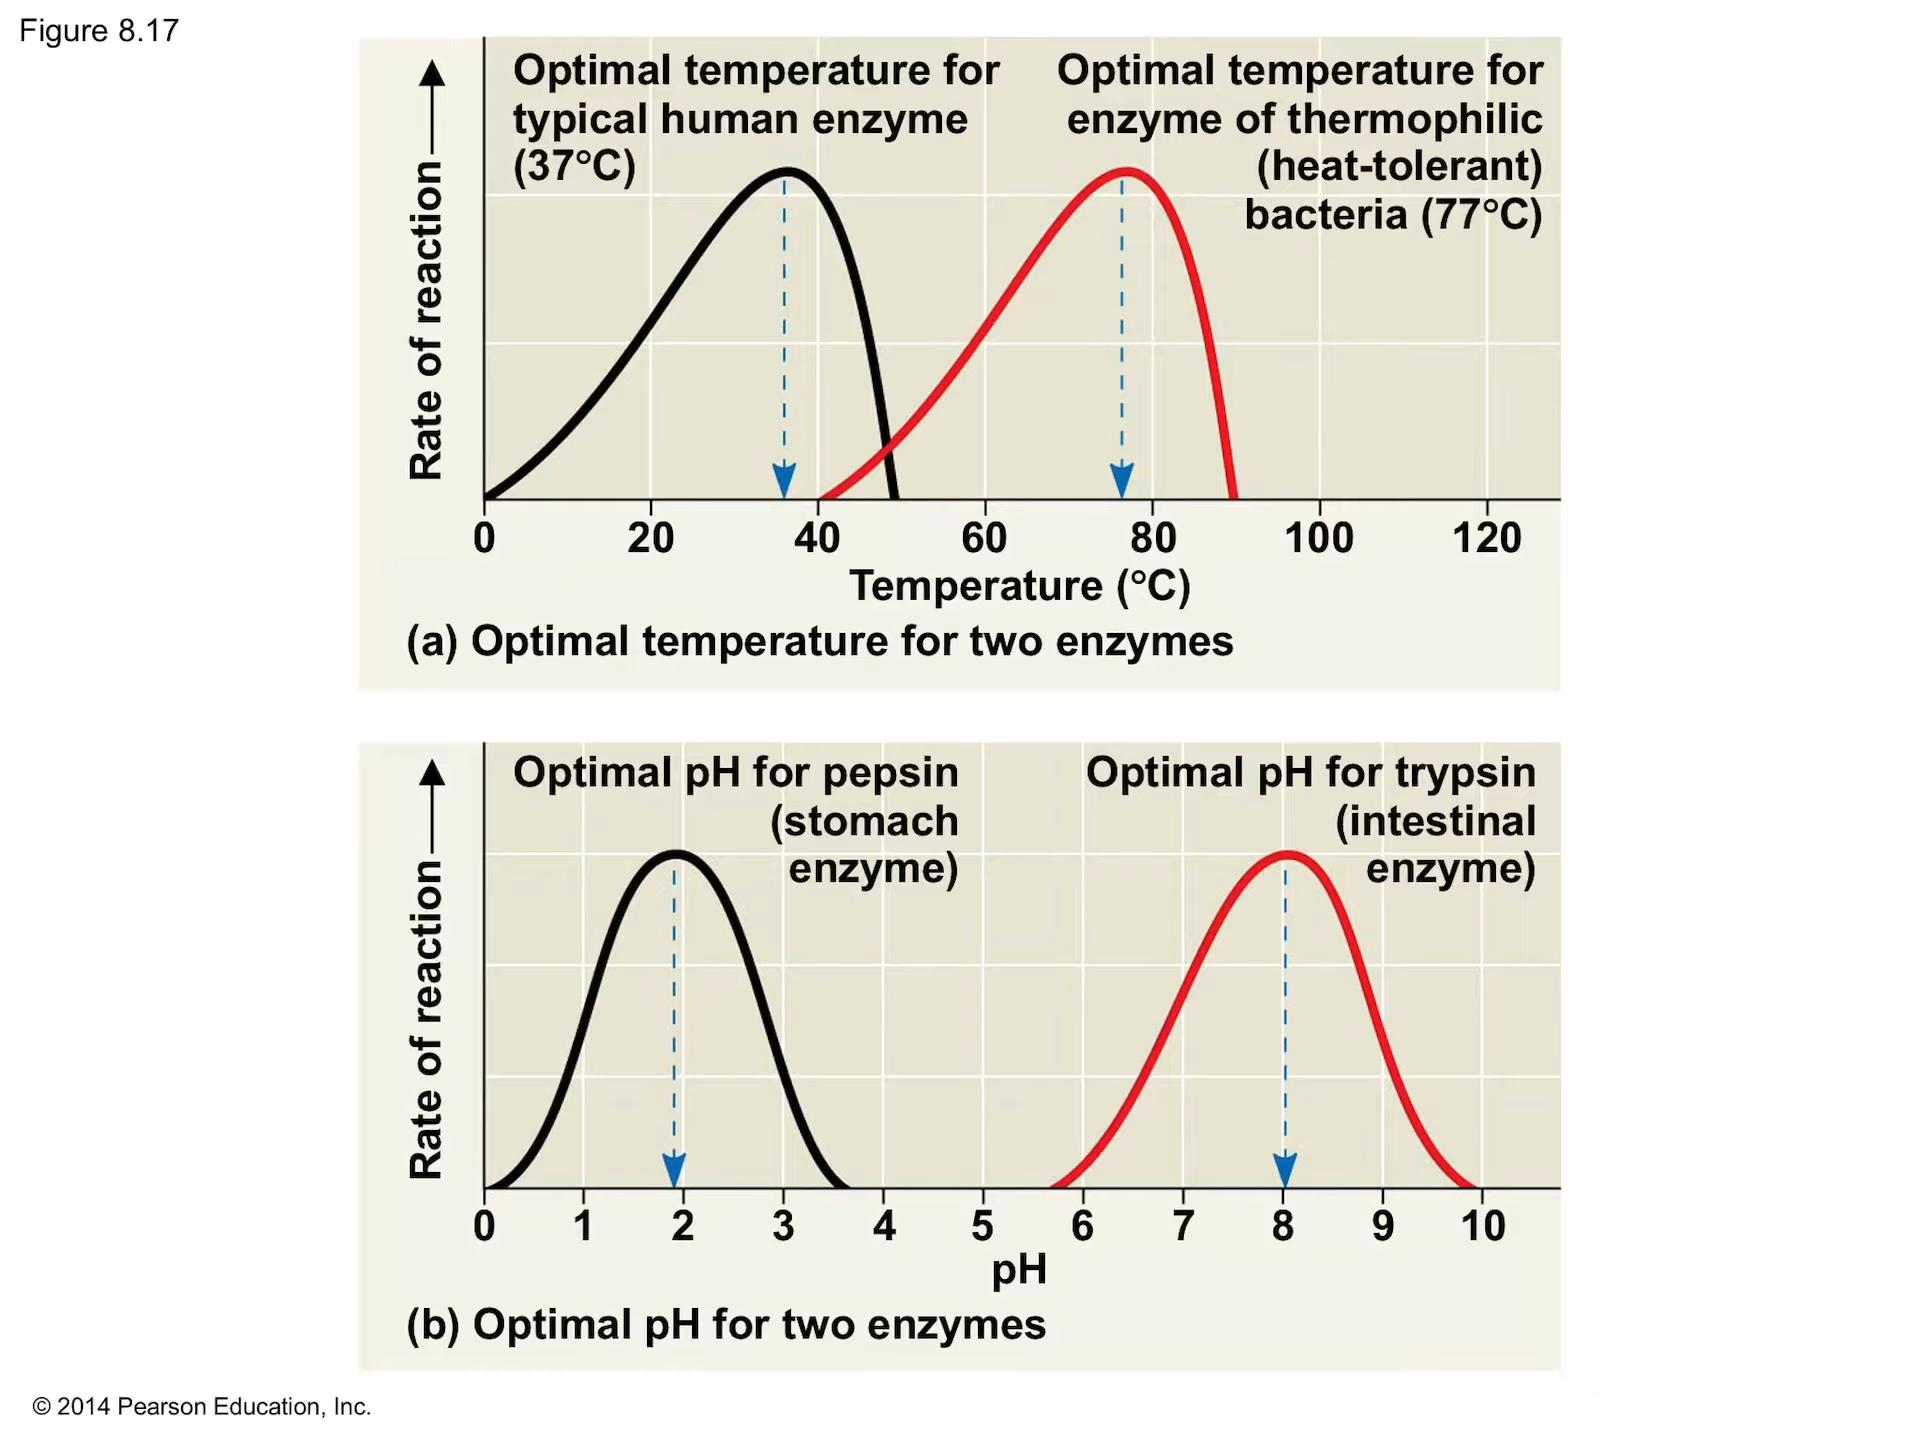 Figure 8.17
Optimal temperature for
typical human enzyme
(37°C)
Optimal temperature for
enzyme of thermophilic
(heat-tolerant)
bacteria (77°C)
Rate of reaction
0 20 40 60 80 100 120
Temperature (°C)
(a) Optimal temperature for two enzymes
Optimal pH for pepsin
(stomach
enzyme)
Optimal pH for trypsin
(intestinal
enzyme)
Rate of reaction
0 1 2 3 4 5 6 7 8 9 10
pH
(b) Optimal pH for two enzymes
© 2014 Pearson Education, Inc.